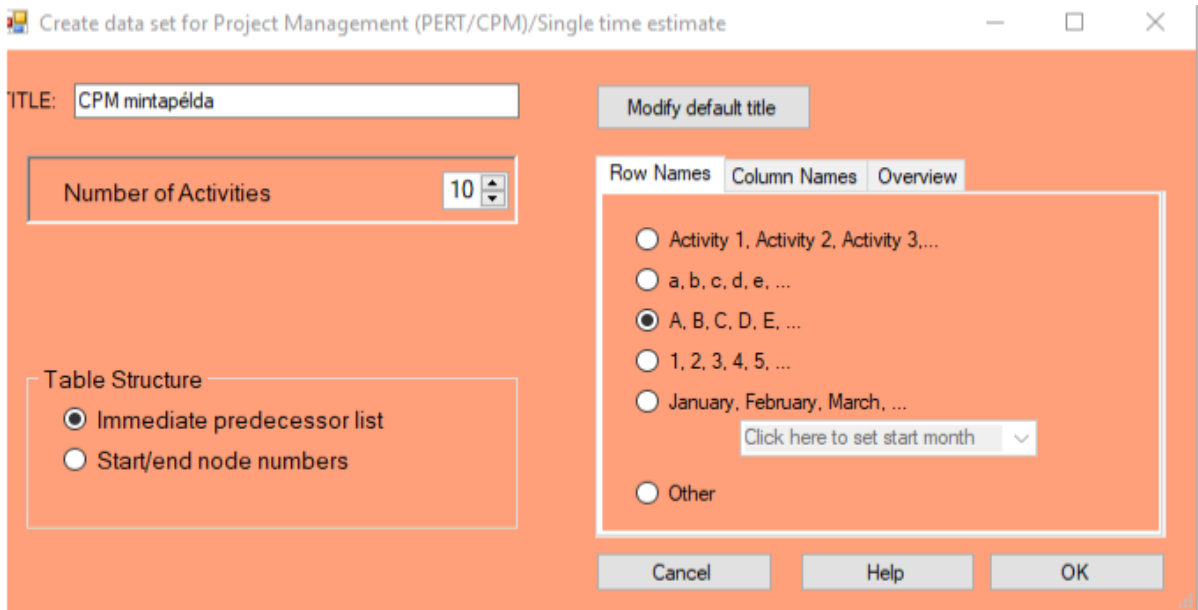 Create data set for Project Management (PERT/CPM)/Single time estimate
TITLE: CPM mintapélda
Modify default title
Number of Activities 10
Row Names Column Names Overview
Activity 1, Activity 2, Activity 3,...
a, b, c, d, e, ...
A, B, C, D, E, ...
1, 2, 3, 4, 5, ...
January, February, March, ...
Click here to set start month
Other
Table Structure
Immediate predecessor list
Start/end node numbers
Cancel Help OK